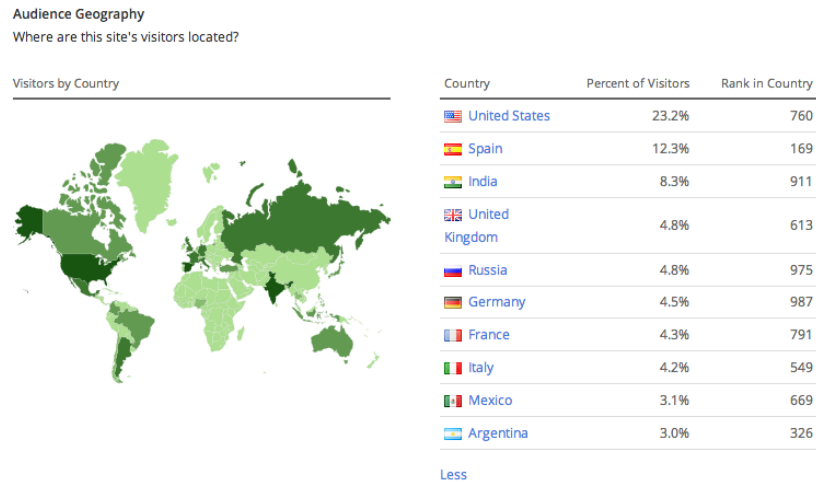 Audience Geography
Where are this site's visitors located?
Visitors by Country
Country Percent of Visitors Rank in Country
United States 23.2% 760
Spain 12.3% 169
India 8.3% 911
United
Kingdom 4.8% 613
Russia 4.8% 975
Germany 4.5% 987
France 4.3% 791
Italy 4.2% 549
Mexico 3.1% 669
Argentina 3.0% 326
Less